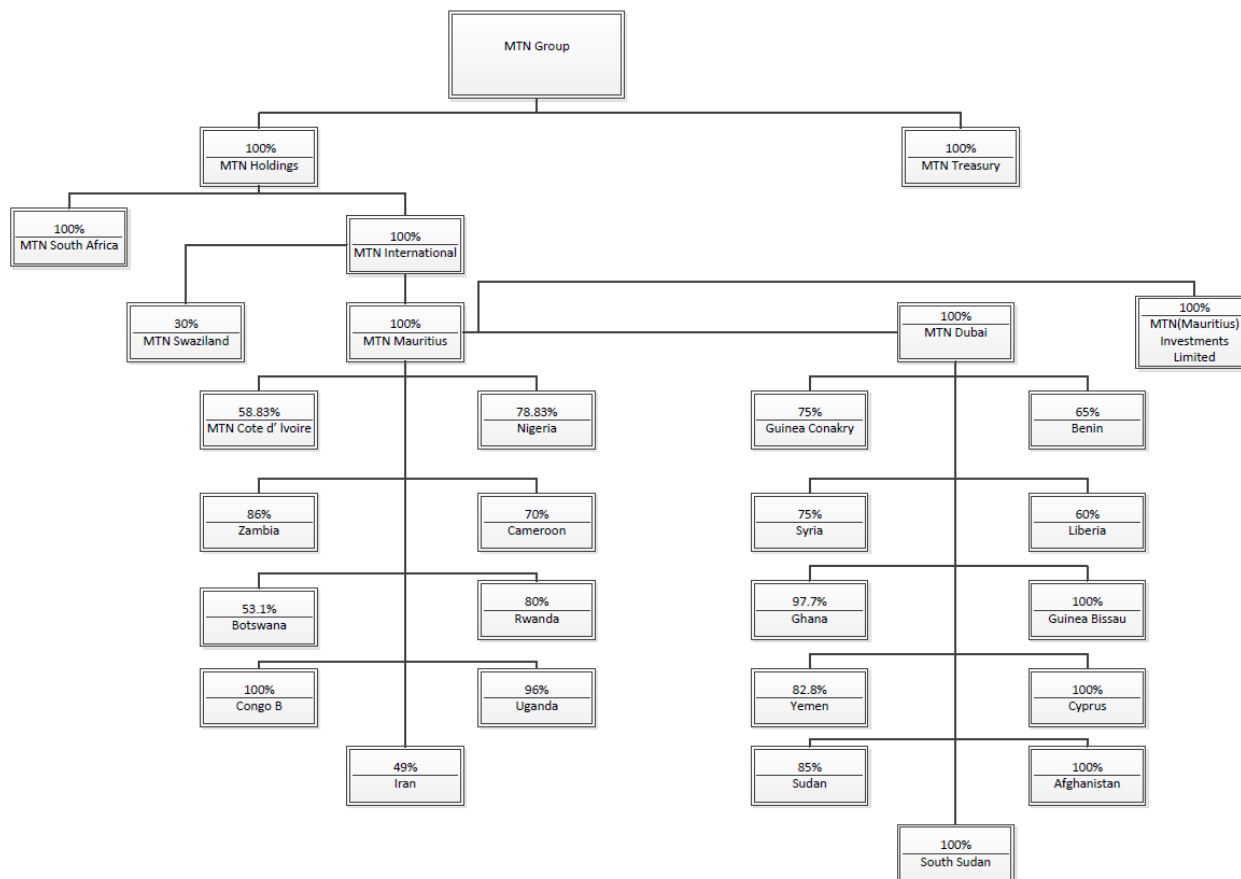 MTN Group
100%
MTN Holdings
100%
MTN Treasury
100%
MTN South Africa
100%
MTN International
30%
MTN Swaziland
100%
MTN Mauritius
100%
MTN Dubai
100%
MTN(Mauritius)
Investments
Limited
58.83%
MTN Cote d' Ivoire
78.83%
Nigeria
75%
Guinea Conakry
65%
Benin
86%
Zambia
70%
Cameroon
75%
Syria
60%
Liberia
53.1%
Botswana
80%
Rwanda
97.7%
Ghana
100%
Guinea Bissau
100%
Congo B
96%
Uganda
82.8%
Yemen
100%
Cyprus
49%
Iran
85%
Sudan
100%
Afghanistan
100%
South Sudan